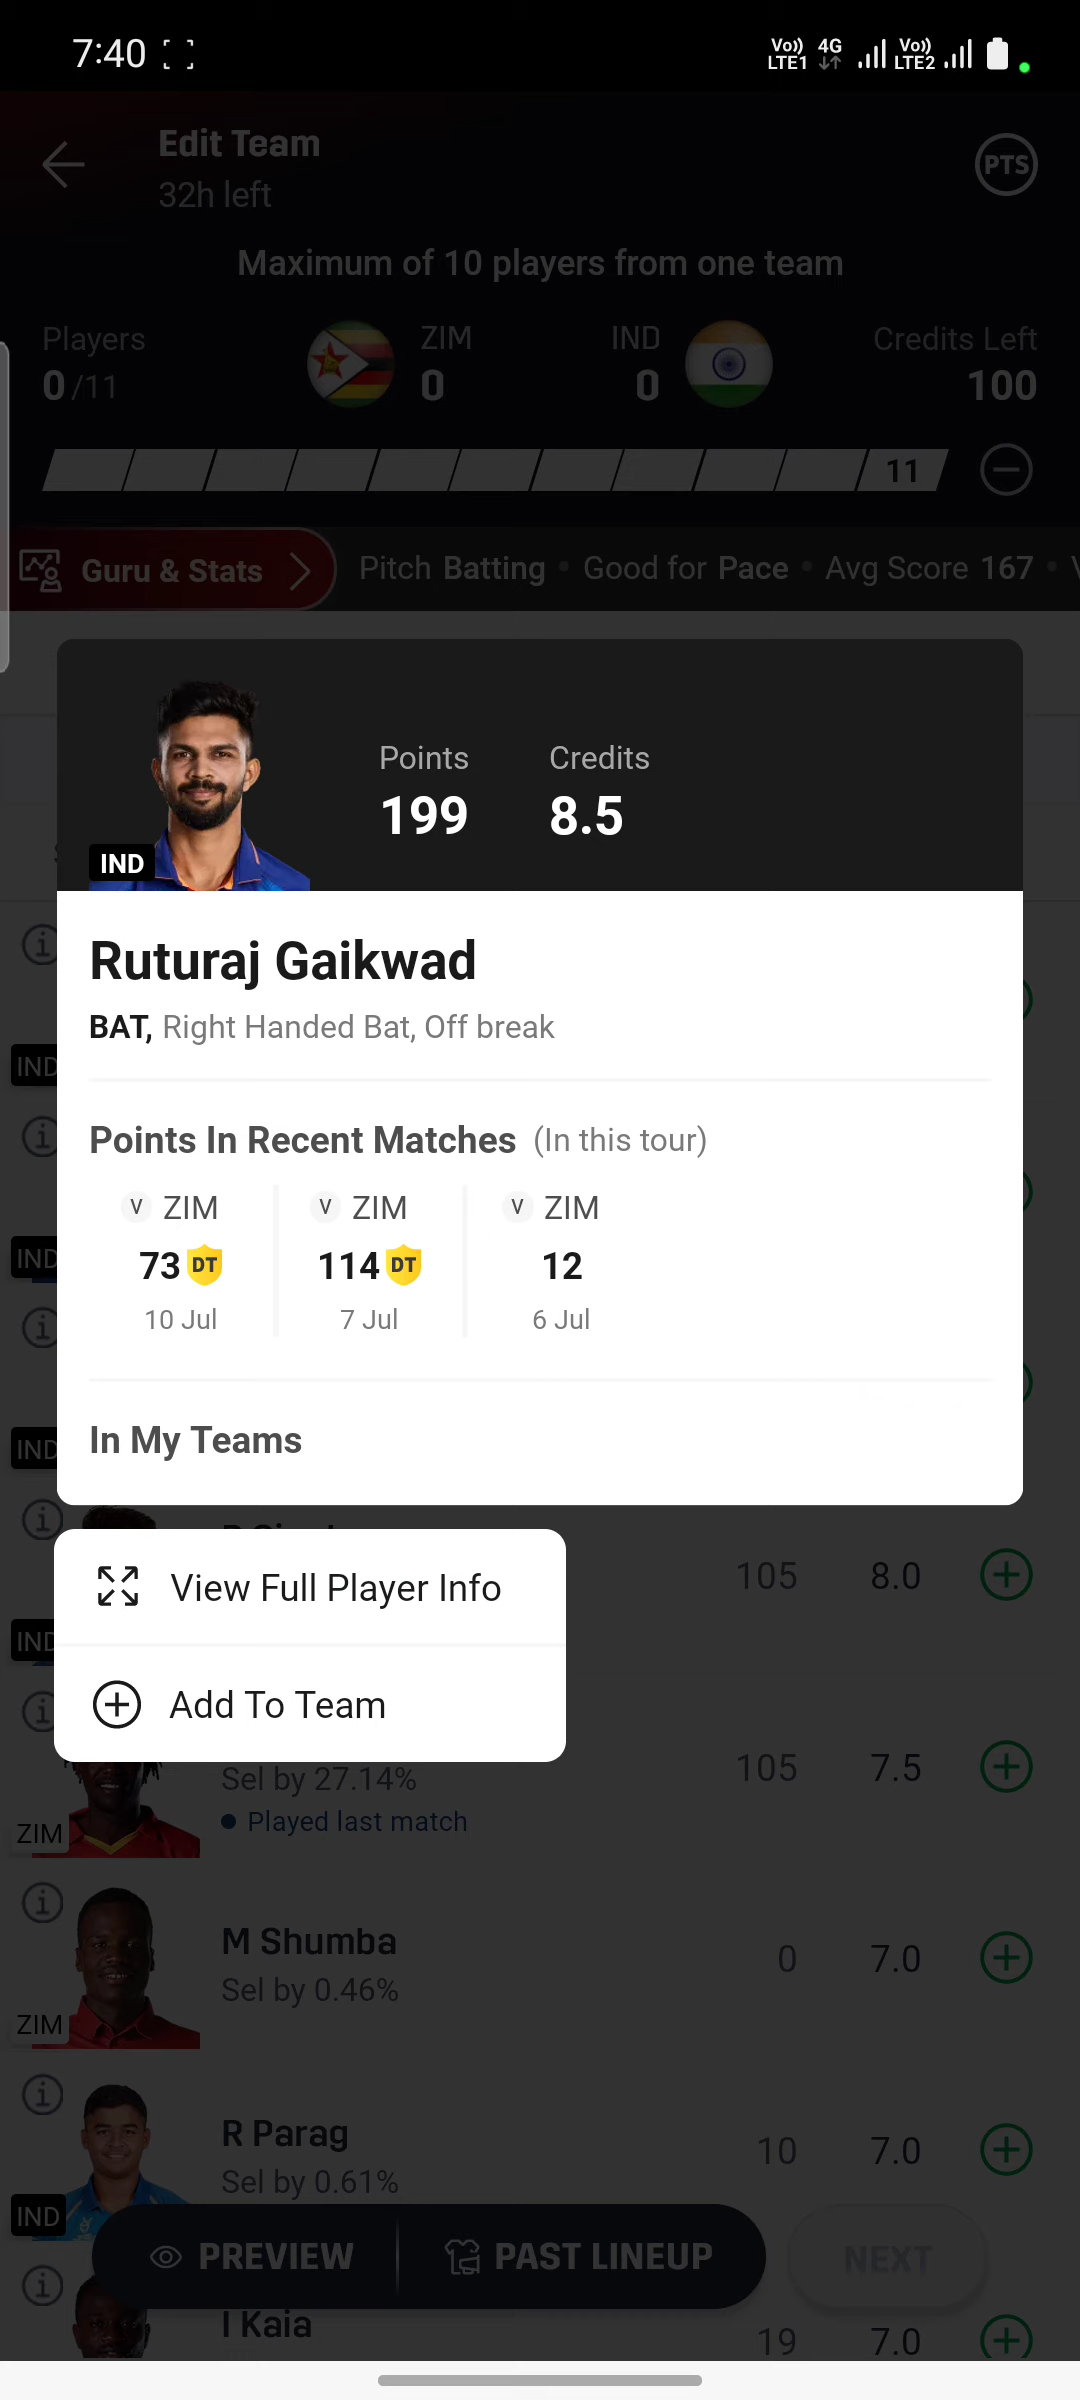 7:40
Vo)) LTE1 4G Vo)) LTE2
Edit Team
32h left
PTS
Maximum of 10 players from one team
Players ZIM IND Credits Left
0/11 0 0 100
11
Guru & Stats Pitch Batting • Good for Pace • Avg Score 167 •
Points Credits
199 8.5
IND
Ruturaj Gaikwad
BAT, Right Handed Bat, Off break
IND
Points In Recent Matches (In this tour)
V ZIM V ZIM V ZIM
IND
73 DT 114 DT 12
10 Jul 7 Jul 6 Jul
In My Teams
IND
View Full Player Info
105 8.0
IND
Add To Team
Sel by 27.14%
105 7.5
• Played last match
ZIM
M Shumba
0 7.0
Sel by 0.46%
ZIM
R Parag
10 7.0
Sel by 0.61%
IND
PREVIEW PAST LINEUP NEXT
I Kaia
19 7.0